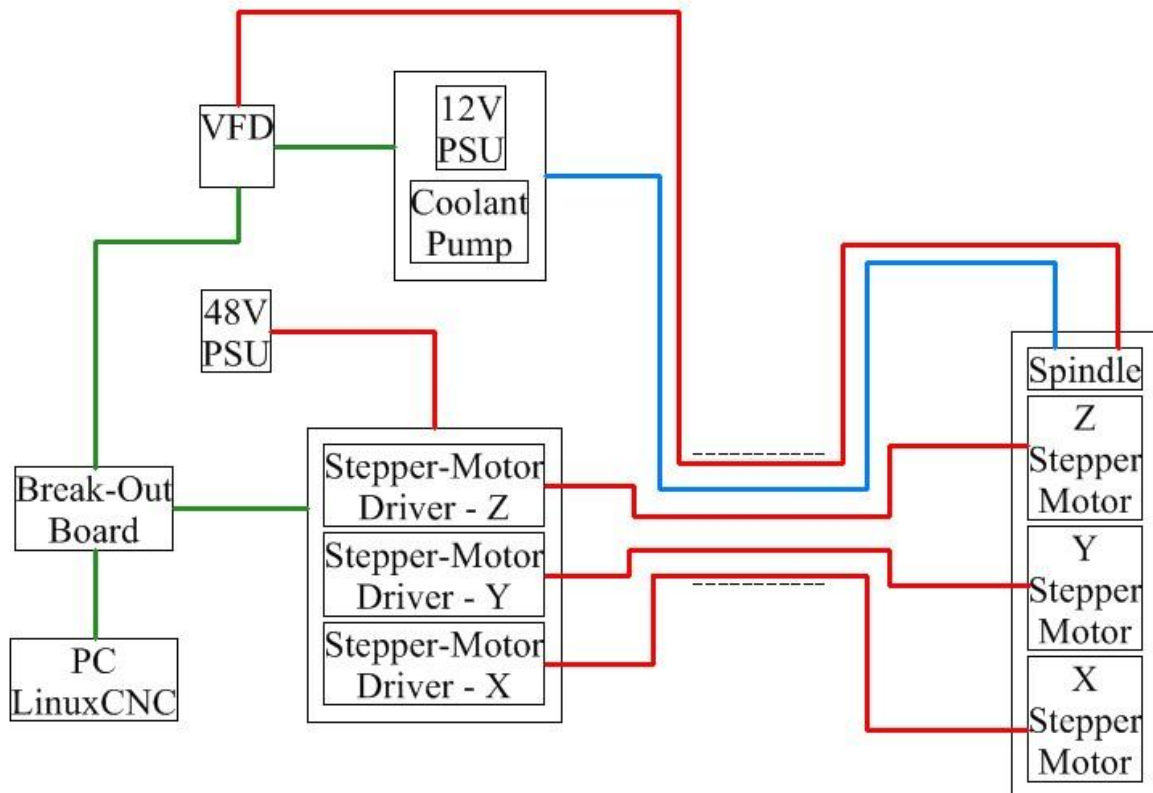 VFD
12V
PSU
Coolant
Pump
48V
PSU
Spindle
Z
Stepper
Motor
Stepper-Motor
Driver - Z
Break-Out
Board
Stepper-Motor
Driver - Y
Y
Stepper
Motor
Stepper-Motor
Driver - X
PC
LinuxCNC
X
Stepper
Motor